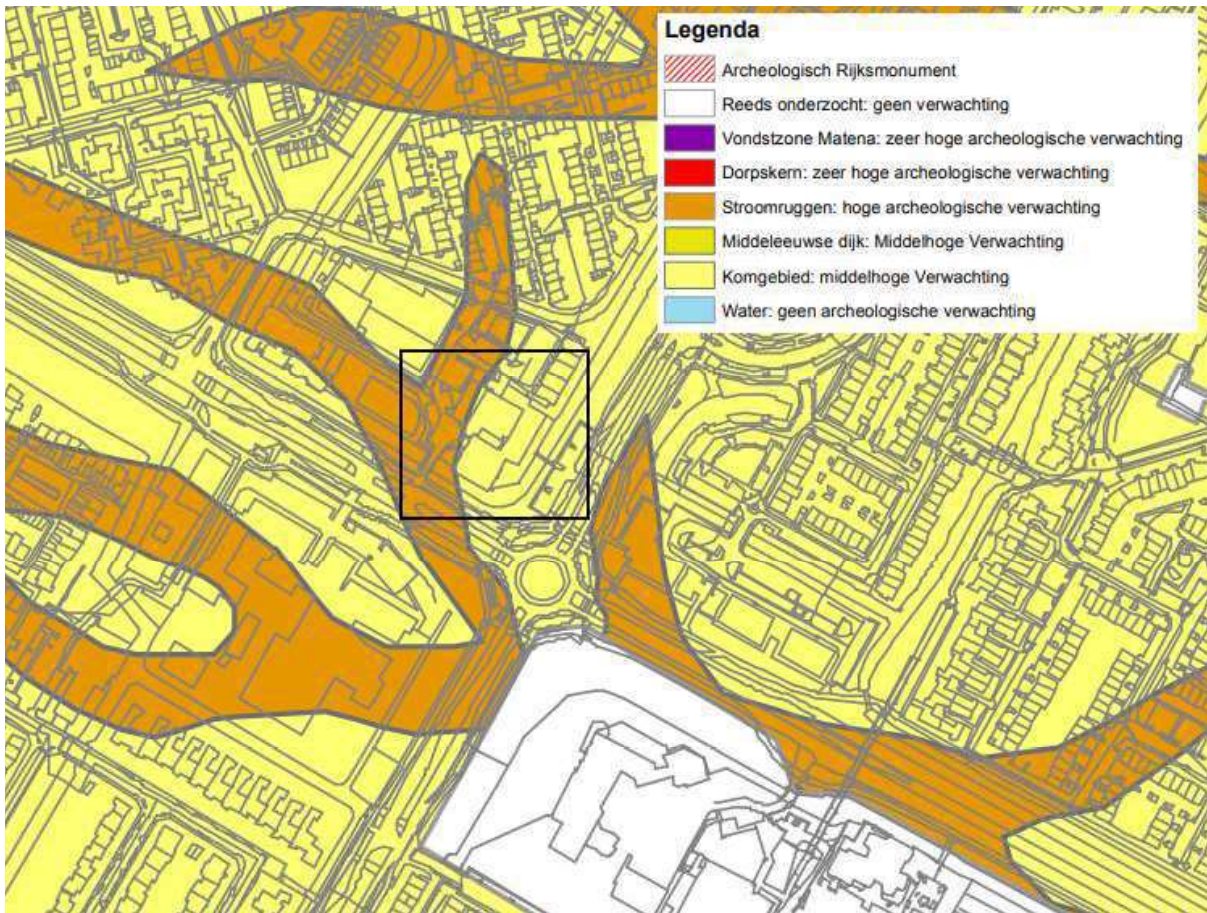 Legenda
Archeologisch Rijksmonument
Reeds onderzocht: geen verwachting
Vondstzone Matena: zeer hoge archeologische verwachting
Dorpskern: zeer hoge archeologische verwachting
Stroomruggen: hoge archeologische verwachting
Middeleeuwse dijk: Middelhoge Verwachting
Komgebied: middelhoge Verwachting
Water: geen archeologische verwachting